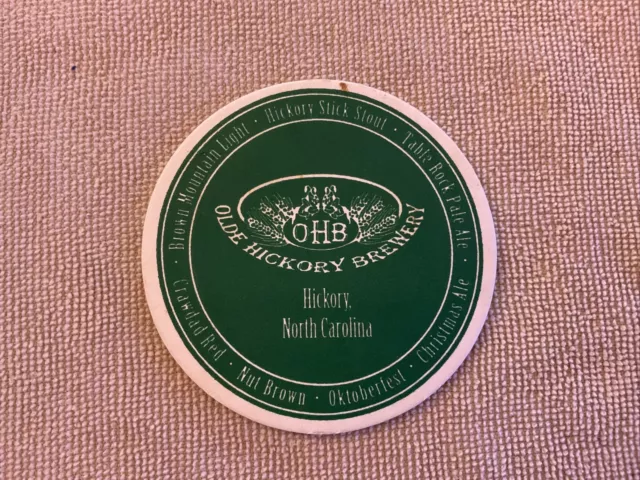 Brown Mountain Light · Hickory Stick Stout · Table Rock Pale Ale ·
Christmas Ale · Oktoberfest · Nut Brown · Crawdad Red ·
OHB
OLDE HICKORY BREWERY
Hickory,
North Carolina